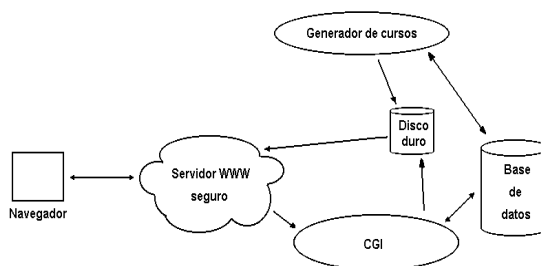 Generador de cursos
Disco
duro
Servidor WWW
seguro
Base
de
datos
Navegador
CGI